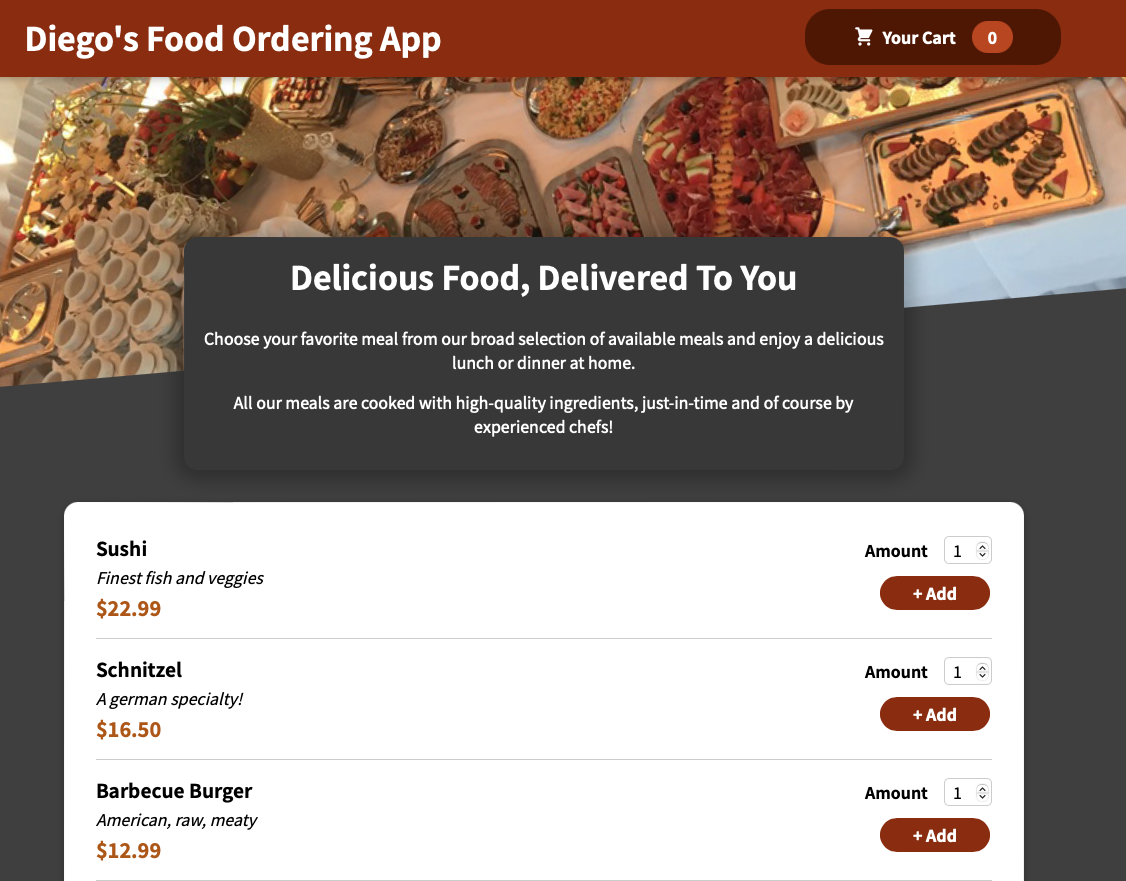 Diego's Food Ordering App
Your Cart 0
Delicious Food, Delivered To You
Choose your favorite meal from our broad selection of available meals and enjoy a delicious
lunch or dinner at home.
All our meals are cooked with high-quality ingredients, just-in-time and of course by
experienced chefs!
Sushi
Amount 1
Finest fish and veggies
+ Add
$22.99
Schnitzel
Amount 1
A german specialty!
+ Add
$16.50
Barbecue Burger
Amount 1
American, raw, meaty
+ Add
$12.99